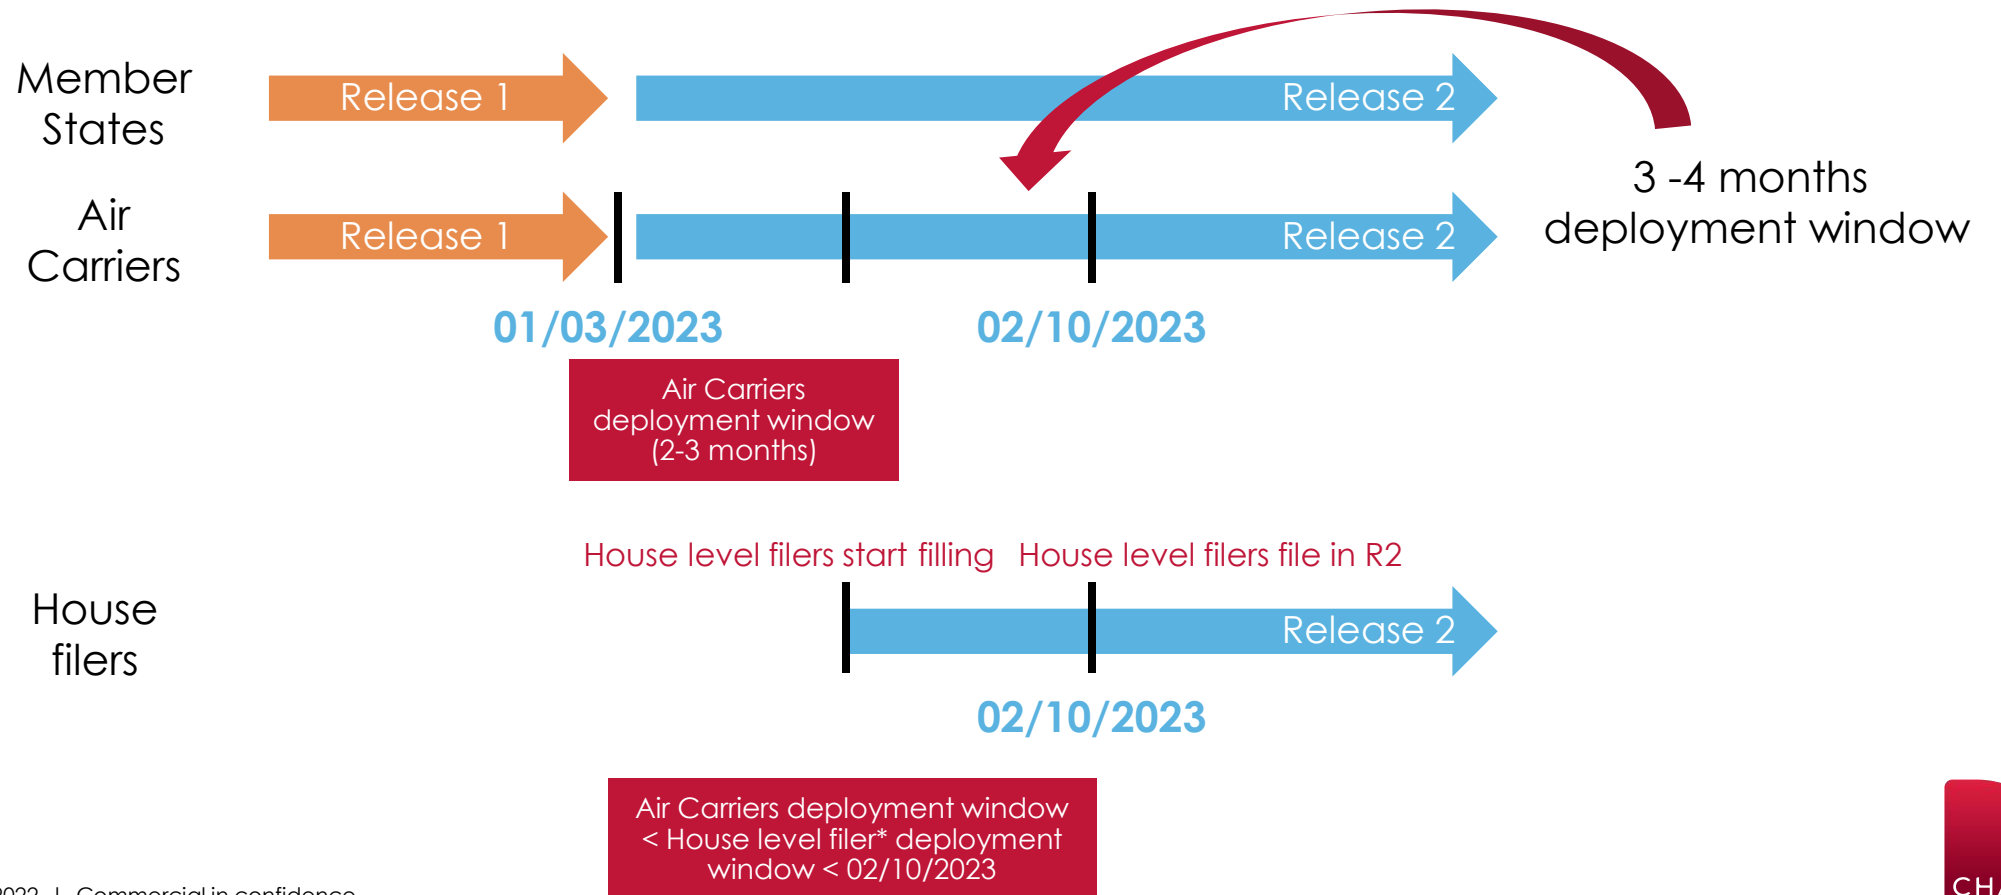 Member
States
Release 1
Release 2
3 -4 months
deployment window
Air
Carriers
Release 1
Release 2
01/03/2023
02/10/2023
Air Carriers
deployment window
(2-3 months)
House level filers start filling
House level filers file in R2
House
filers
Release 2
02/10/2023
Air Carriers deployment window
< House level filer* deployment
window < 02/10/2023
2022 | Commercial in confidence